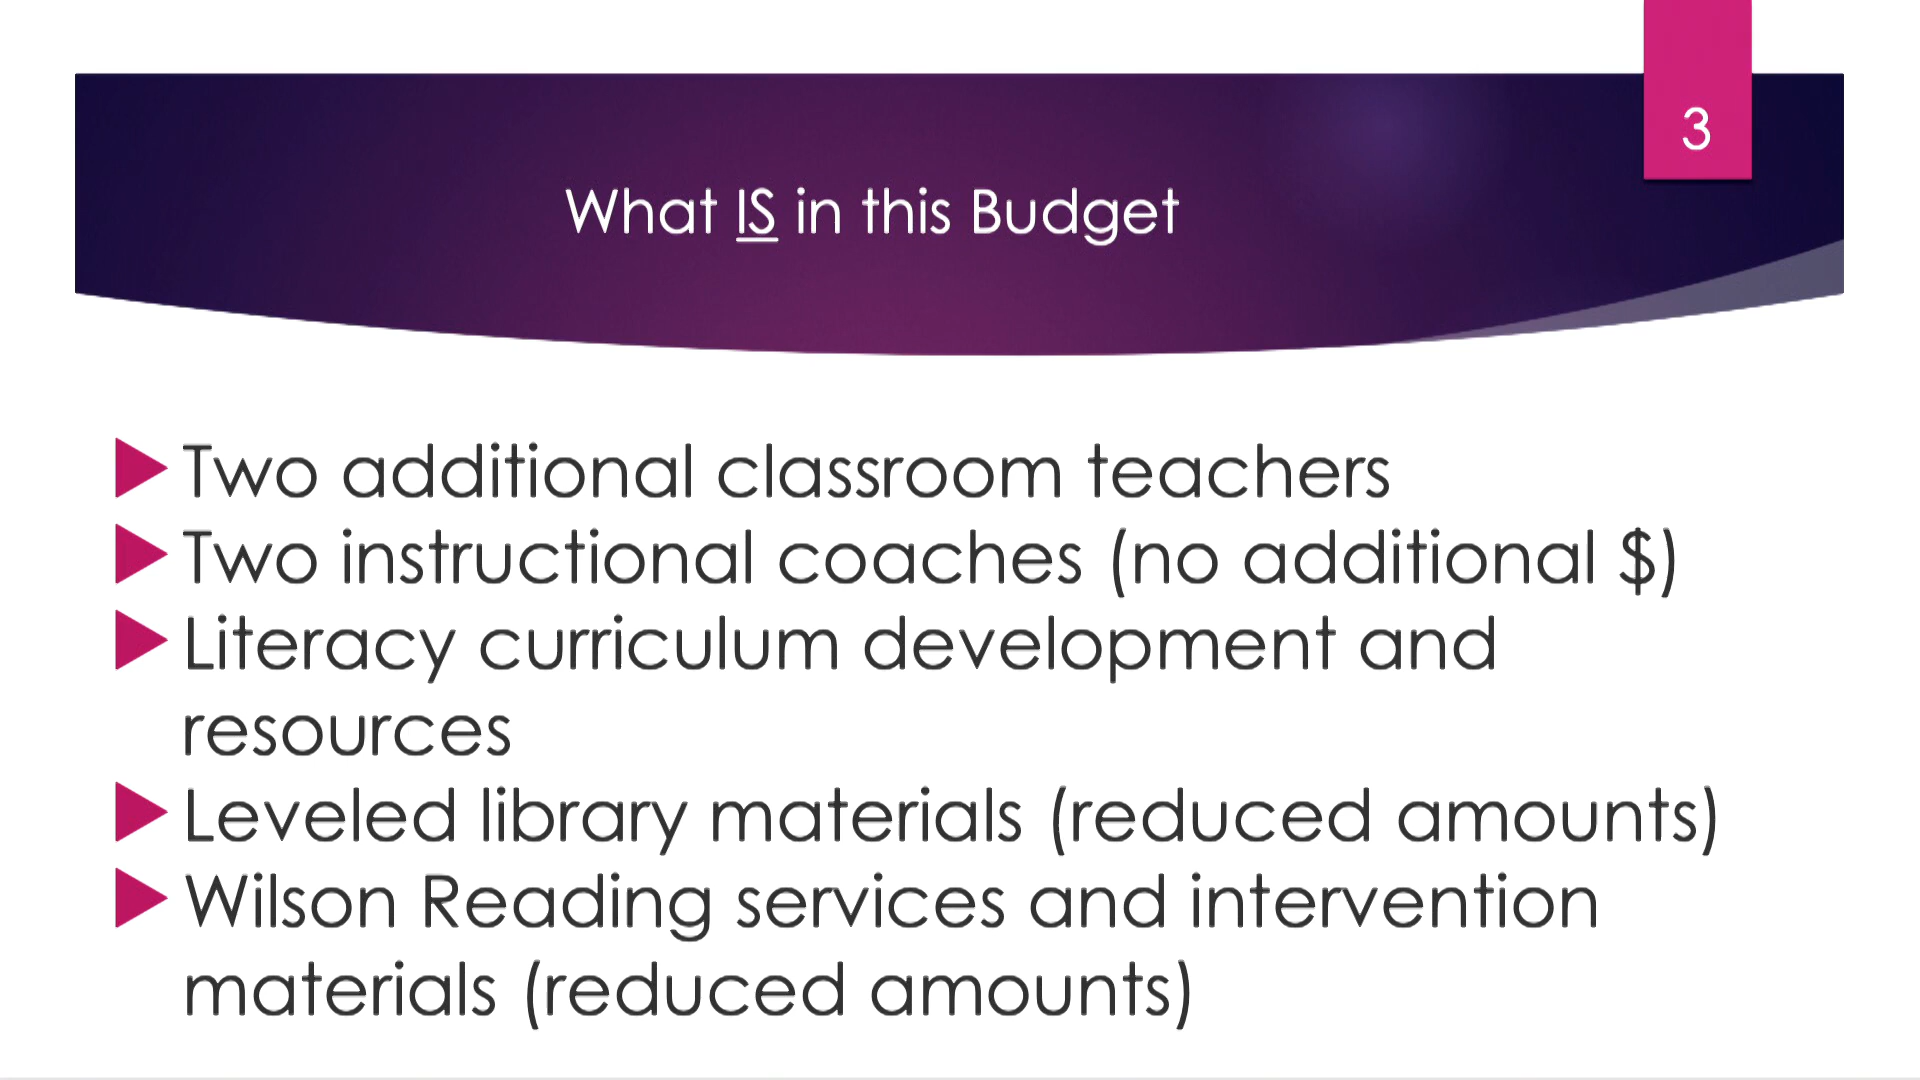 3
What IS in this Budget
Two additional classroom teachers
Two instructional coaches (no additional $)
Literacy curriculum development and
resources
Leveled library materials (reduced amounts)
Wilson Reading services and intervention
materials (reduced amounts)